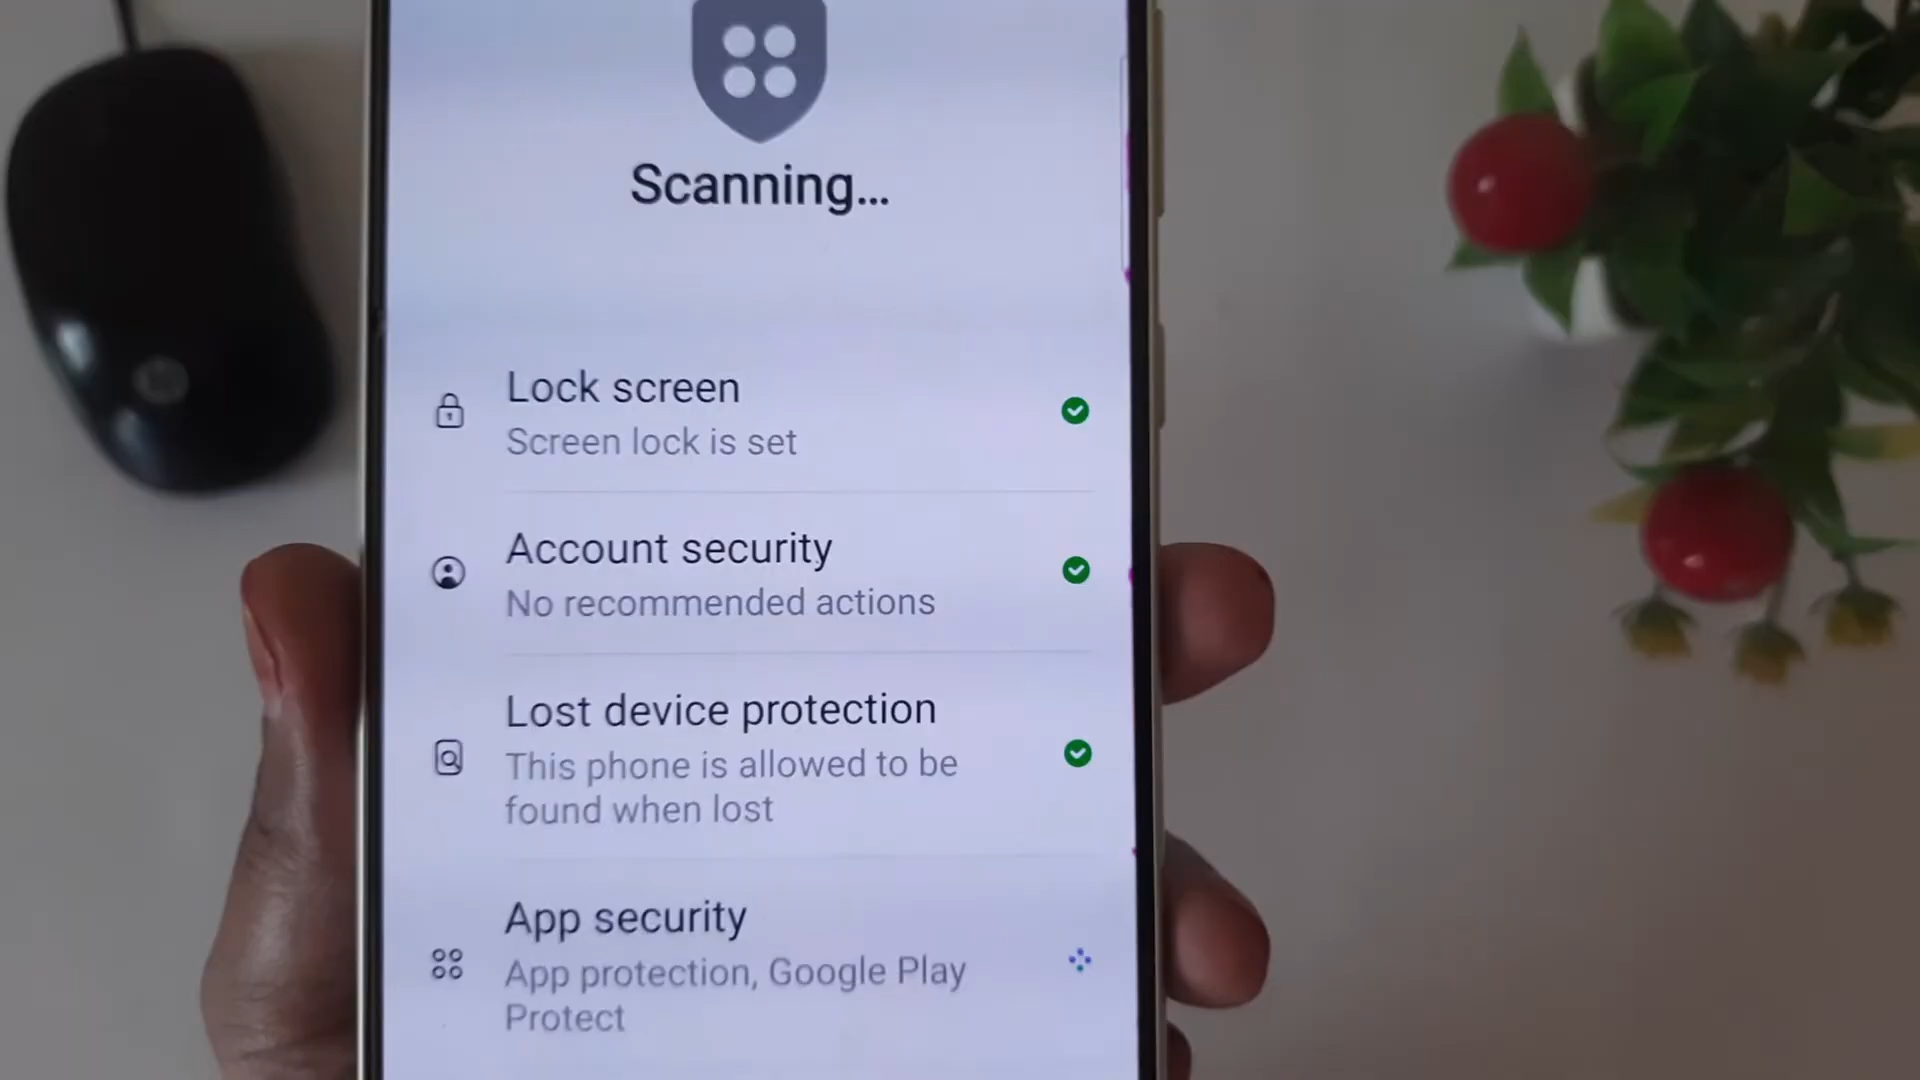 Scanning...
Lock screen
Screen lock is set
Account security
No recommended actions
Lost device protection
This phone is allowed to be
found when lost
App security
App protection, Google Play
Protect